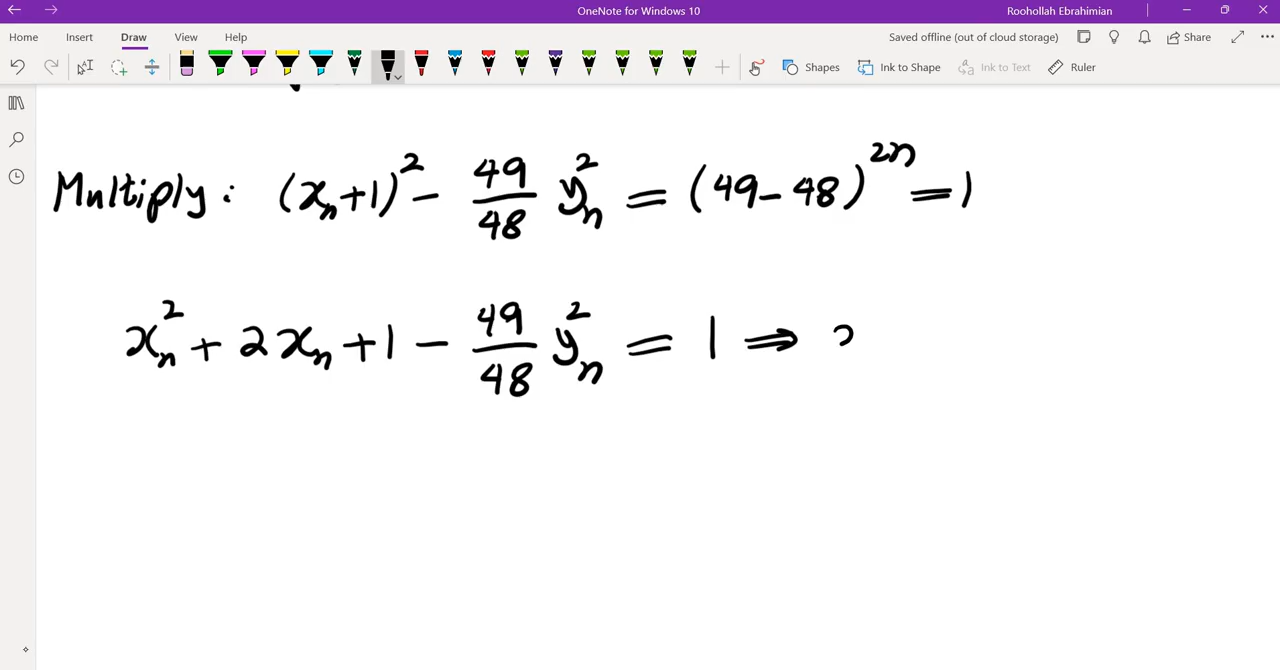 OneNote for Windows 10
Roohollah Ebrahimian
Home Insert Draw View Help
Saved offline (out of cloud storage) Share
Shapes Ink to Shape Ink to Text Ruler
Multiply: (xₙ+1)² − 49/48 yₙ² = (49−48)²ⁿ = 1
xₙ² + 2xₙ + 1 − 49/48 yₙ² = 1 ⇒